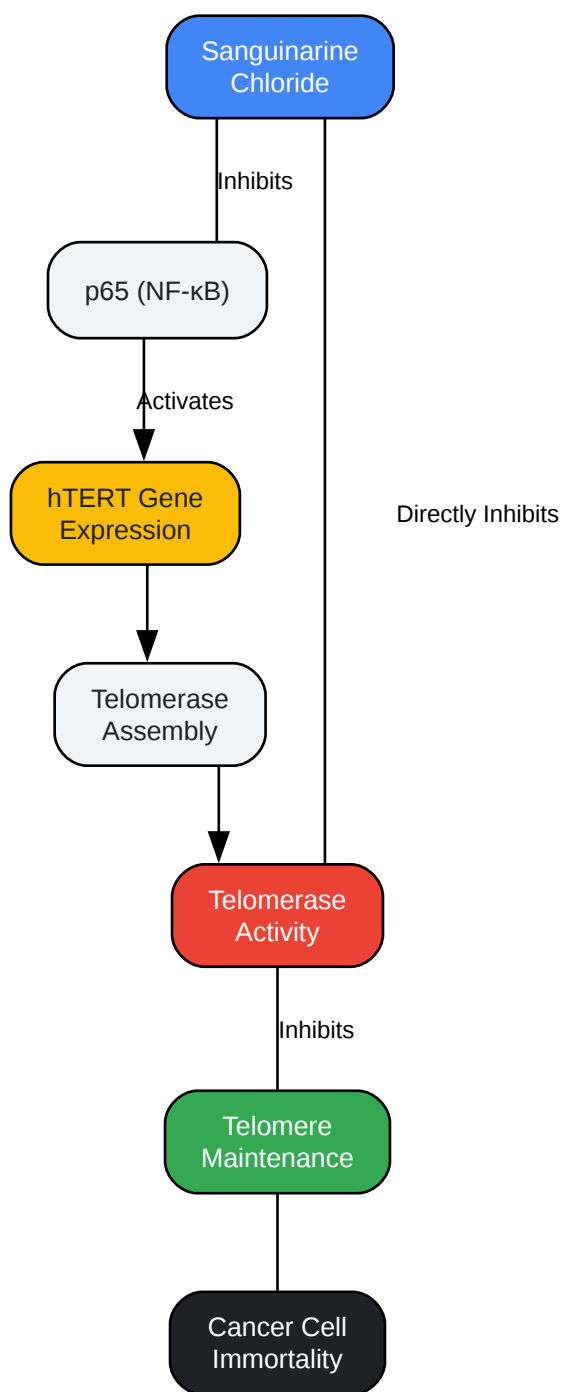 Sanguinarine
Chloride
Inhibits
p65 (NF-κB)
Activates
hTERT Gene
Expression
Directly Inhibits
Telomerase
Assembly
Telomerase
Activity
Inhibits
Telomere
Maintenance
Cancer Cell
Immortality